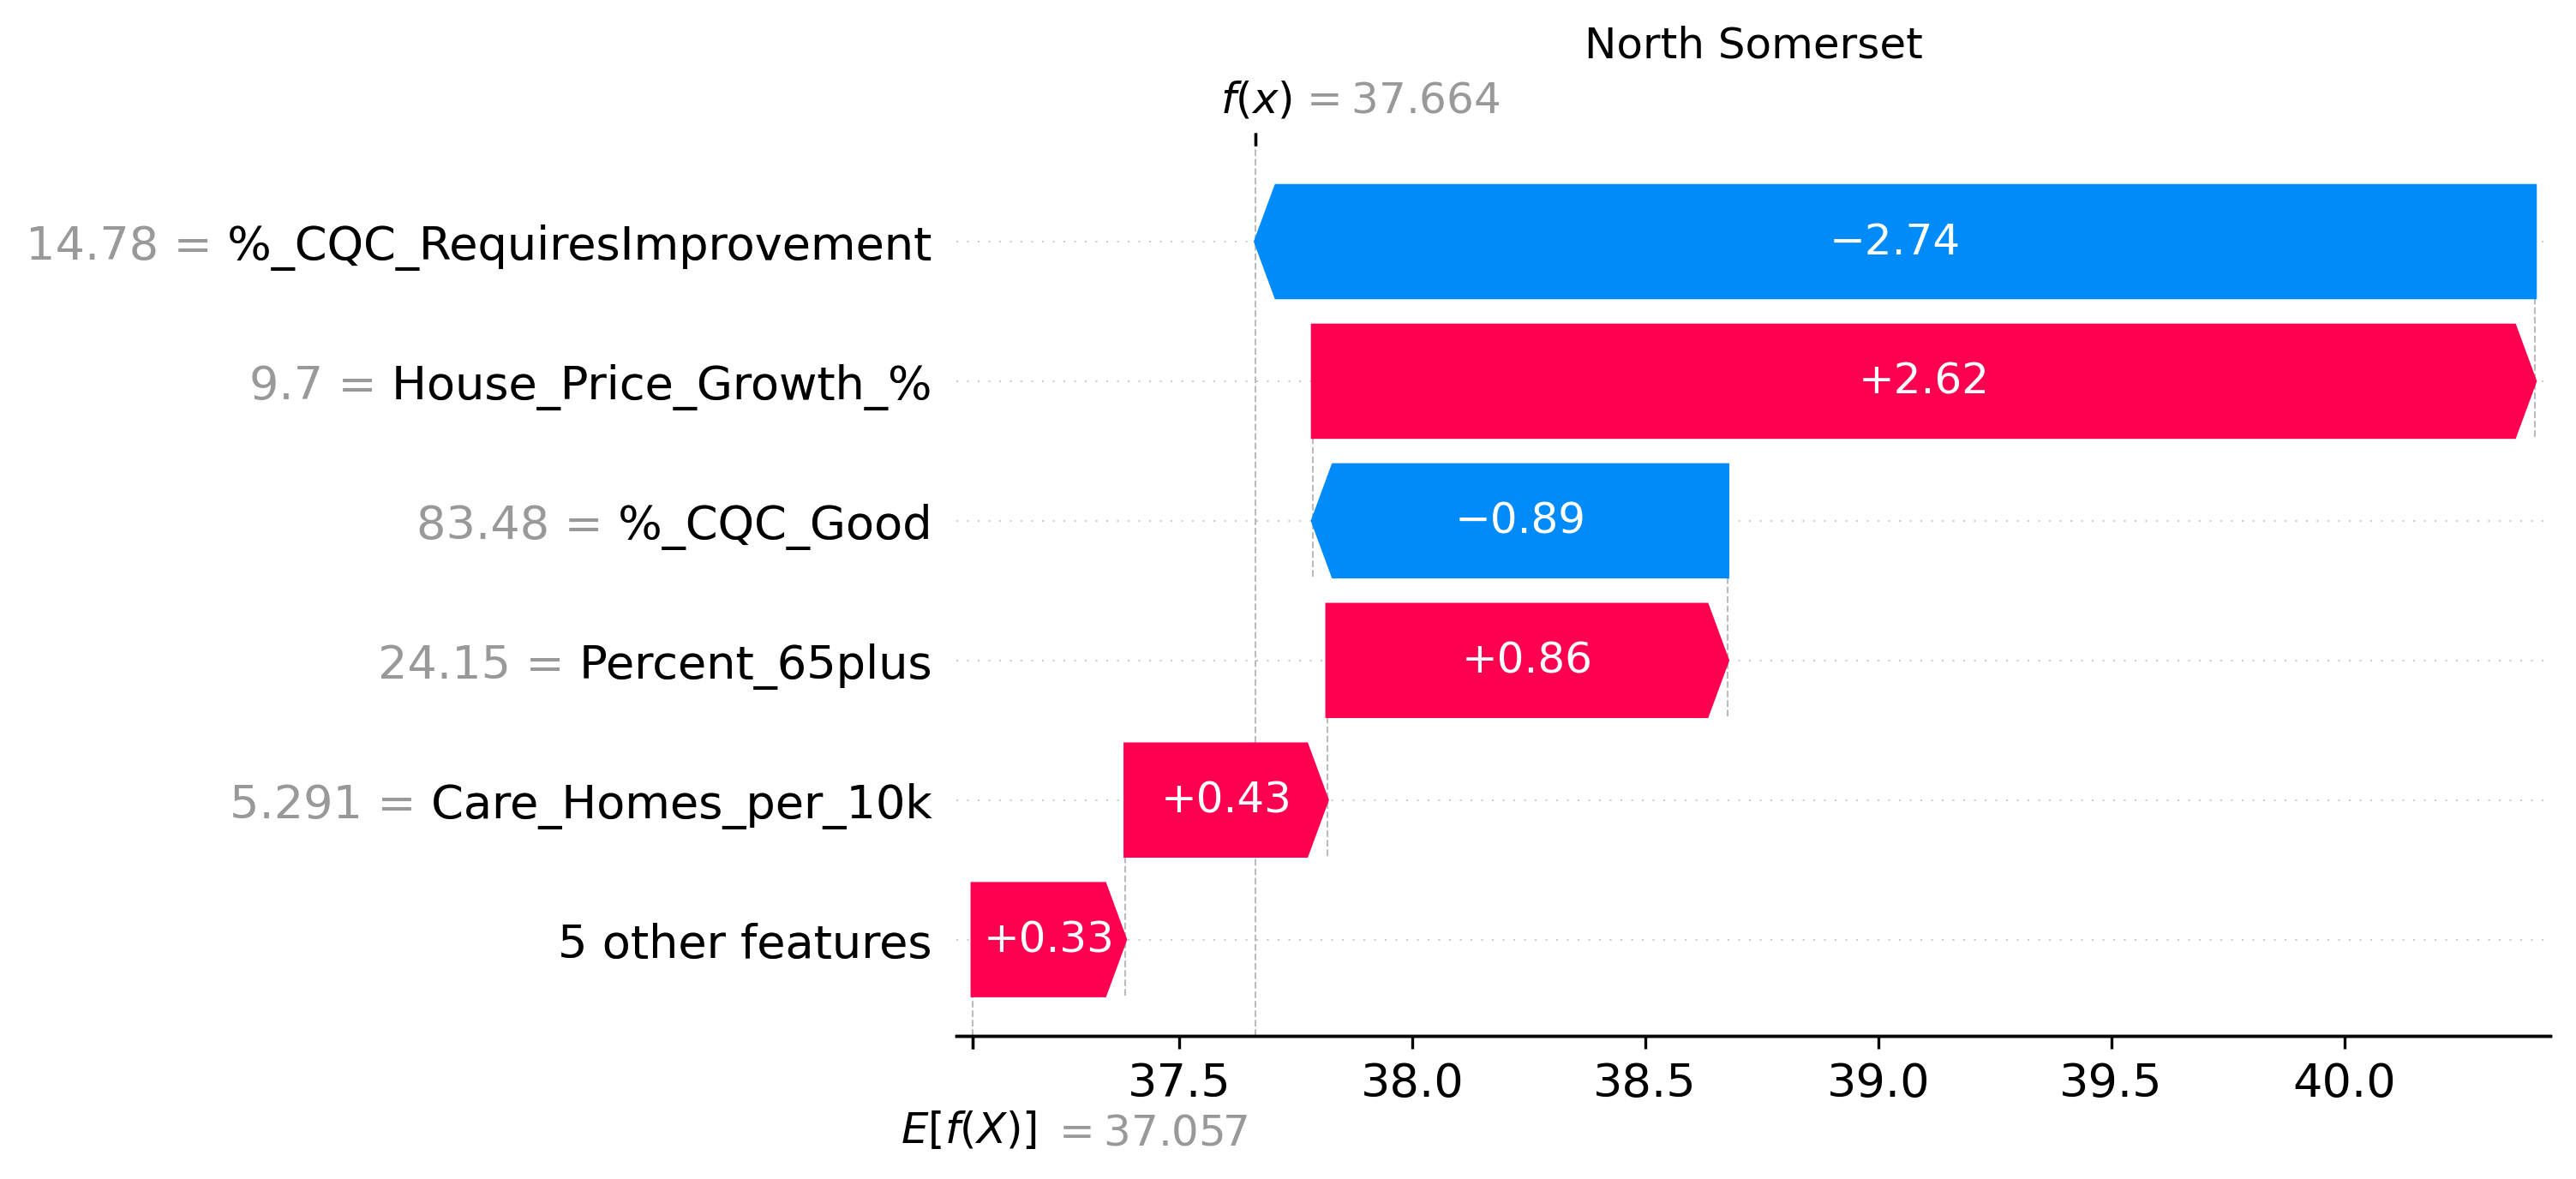 North Somerset
f(x) = 37.664
14.78 = %_CQC_RequiresImprovement
−2.74
9.7 = House_Price_Growth_%
+2.62
83.48 = %_CQC_Good
−0.89
24.15 = Percent_65plus
+0.86
5.291 = Care_Homes_per_10k
+0.43
5 other features
+0.33
37.5 38.0 38.5 39.0 39.5 40.0
E[f(X)] = 37.057